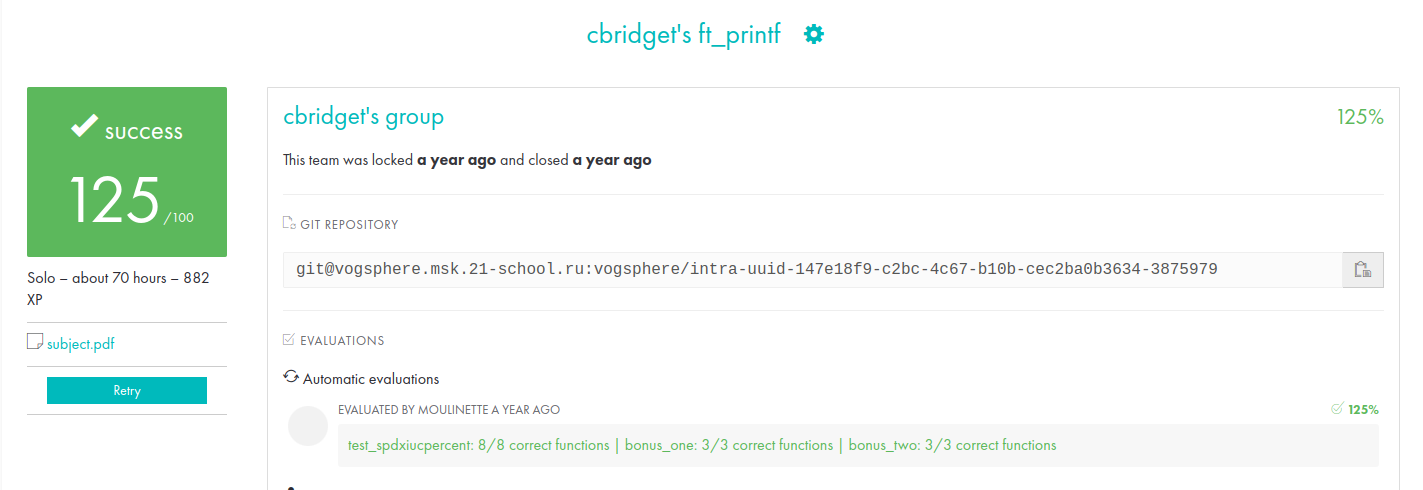 cbridget's ft_printf
success
125 /100
Solo – about 70 hours – 882
XP
subject.pdf
Retry
cbridget's group
125%
This team was locked a year ago and closed a year ago
GIT REPOSITORY
git@vogsphere.msk.21-school.ru:vogsphere/intra-uuid-147e18f9-c2bc-4c67-b10b-cec2ba0b3634-3875979
EVALUATIONS
Automatic evaluations
EVALUATED BY MOULINETTE A YEAR AGO
125%
test_spdxiucpercent: 8/8 correct functions | bonus_one: 3/3 correct functions | bonus_two: 3/3 correct functions